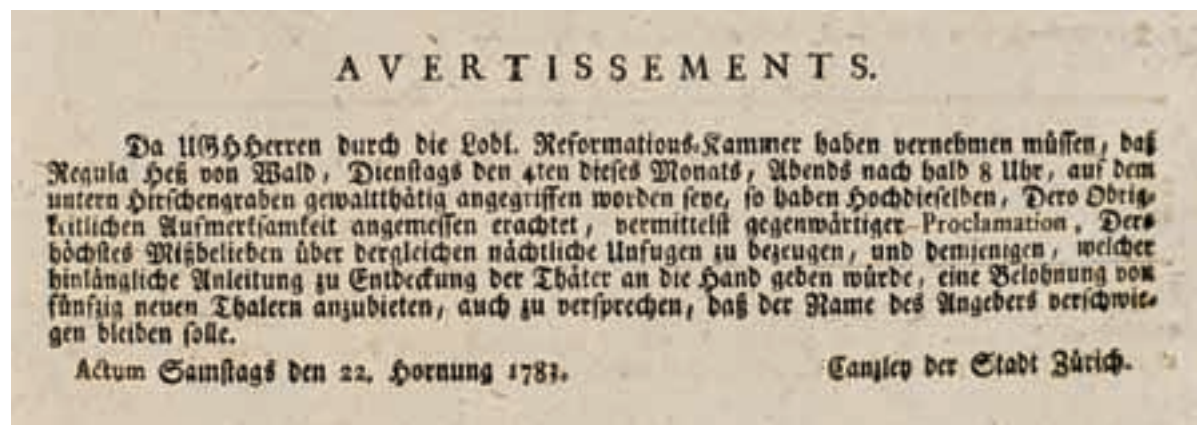 AVERTISSEMENTS.
Da UGHHerren durch die Lobl. Reformations-Kammer haben vernehmen müssen, daß
Regula Heß von Wald, Dienstags den 4ten dieses Monats, Abends nach halb 8 Uhr, auf dem
untern Hirschengraben gewaltthätig angegriffen worden seye, so haben Hochdieselben, Dero Obrig-
keitlichen Aufmerksamkeit angemessen erachtet, vermittelst gegenwärtiger Proclamation, Dero
höchstes Mißbelieben über dergleichen nächtliche Unfugen zu bezeugen, und demjenigen, welcher
hinlängliche Anleitung zu Entdeckung der Thäter an die Hand geben würde, eine Belohnung von
fünfzig neuen Thalern anzubieten, auch zu versprechen, daß der Name des Angebers verschwie-
gen bleiben solle.
Actum Samstags den 22. Hornung 1783.
Canzley der Stadt Zürich.